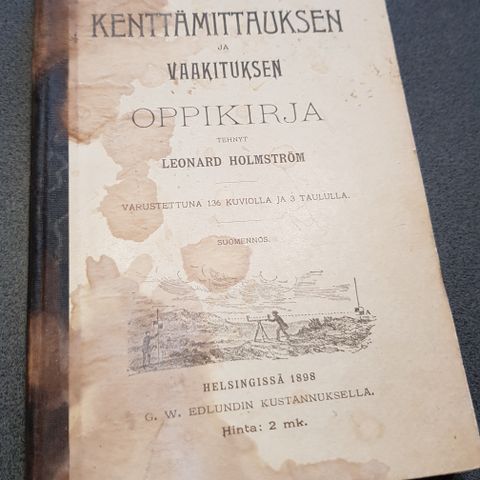 KENTTÄMITTAUKSEN
JA
VAAKITUKSEN
OPPIKIRJA
TEHNYT
LEONARD HOLMSTRÖM
VARUSTETTUNA 136 KUVIOLLA JA 3 TAULULLA.
SUOMENNOS.
HELSINGISSÄ 1898
G. W. EDLUNDIN KUSTANNUKSELLA.
Hinta: 2 mk.